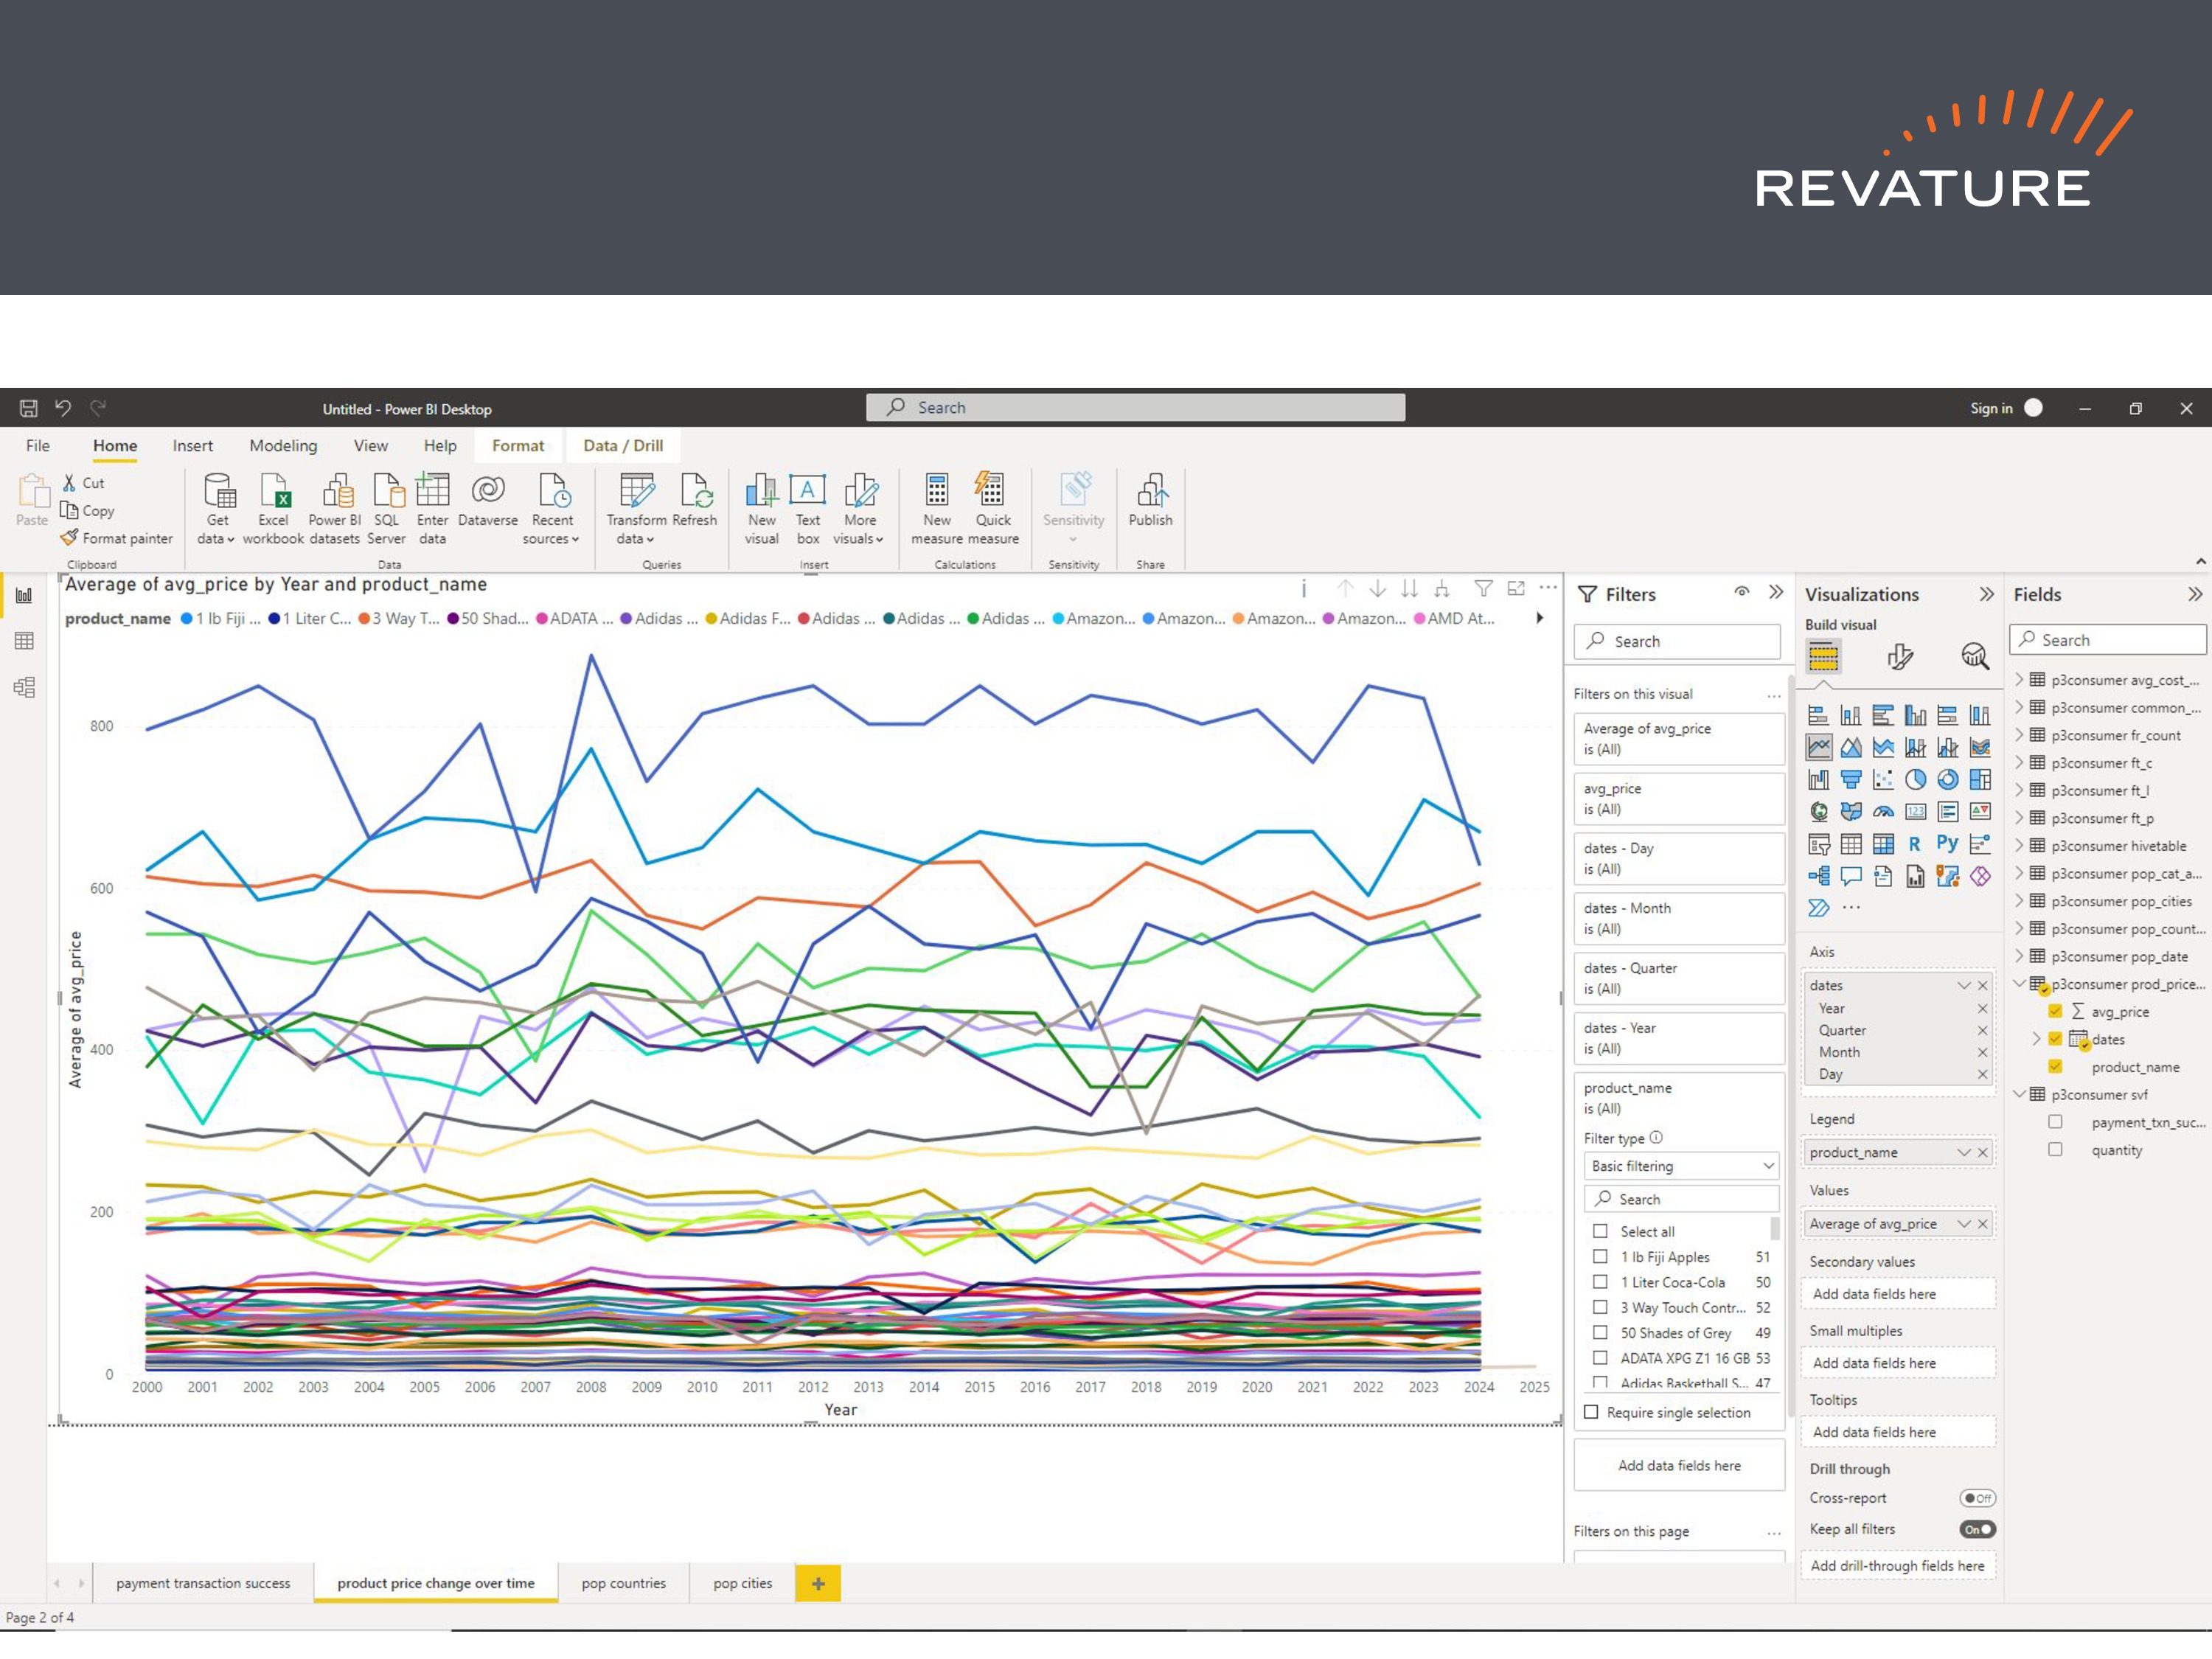 REVATURE
Untitled - Power BI Desktop
Search
Sign in
File Home Insert Modeling View Help Format Data / Drill
Paste
Cut
Copy
Format painter
Get data
Excel workbook
Power BI datasets
SQL Server
Enter data
Dataverse
Recent sources
Transform data
Refresh
New visual
Text box
More visuals
New measure
Quick measure
Sensitivity
Publish
Clipboard Data Queries Insert Calculations Sensitivity Share
Average of avg_price by Year and product_name
product_name 1 lb Fiji ... 1 Liter C... 3 Way T... 50 Shad... ADATA ... Adidas ... Adidas F... Adidas ... Adidas ... Adidas ... Amazon... Amazon... Amazon... Amazon... AMD At...
Average of avg_price
800
600
400
200
0
2000 2001 2002 2003 2004 2005 2006 2007 2008 2009 2010 2011 2012 2013 2014 2015 2016 2017 2018 2019 2020 2021 2022 2023 2024 2025
Year
Filters
Search
Filters on this visual ...
Average of avg_price
is (All)
avg_price
is (All)
dates - Day
is (All)
dates - Month
is (All)
dates - Quarter
is (All)
dates - Year
is (All)
product_name
is (All)
Filter type
Basic filtering
Search
Select all
1 lb Fiji Apples 51
1 Liter Coca-Cola 50
3 Way Touch Contr... 52
50 Shades of Grey 49
ADATA XPG Z1 16 GB 53
Adidas Basketball S... 47
Require single selection
Add data fields here
Filters on this page ...
Visualizations
Build visual
R Py
123
...
Axis
dates
Year
Quarter
Month
Day
Legend
product_name
Values
Average of avg_price
Secondary values
Add data fields here
Small multiples
Add data fields here
Tooltips
Add data fields here
Drill through
Cross-report Off
Keep all filters On
Add drill-through fields here
Fields
Search
p3consumer avg_cost_...
p3consumer common_...
p3consumer fr_count
p3consumer ft_c
p3consumer ft_l
p3consumer ft_p
p3consumer hivetable
p3consumer pop_cat_a...
p3consumer pop_cities
p3consumer pop_count...
p3consumer pop_date
p3consumer prod_price...
avg_price
dates
product_name
p3consumer svf
payment_txn_suc...
quantity
payment transaction success product price change over time pop countries pop cities
Page 2 of 4